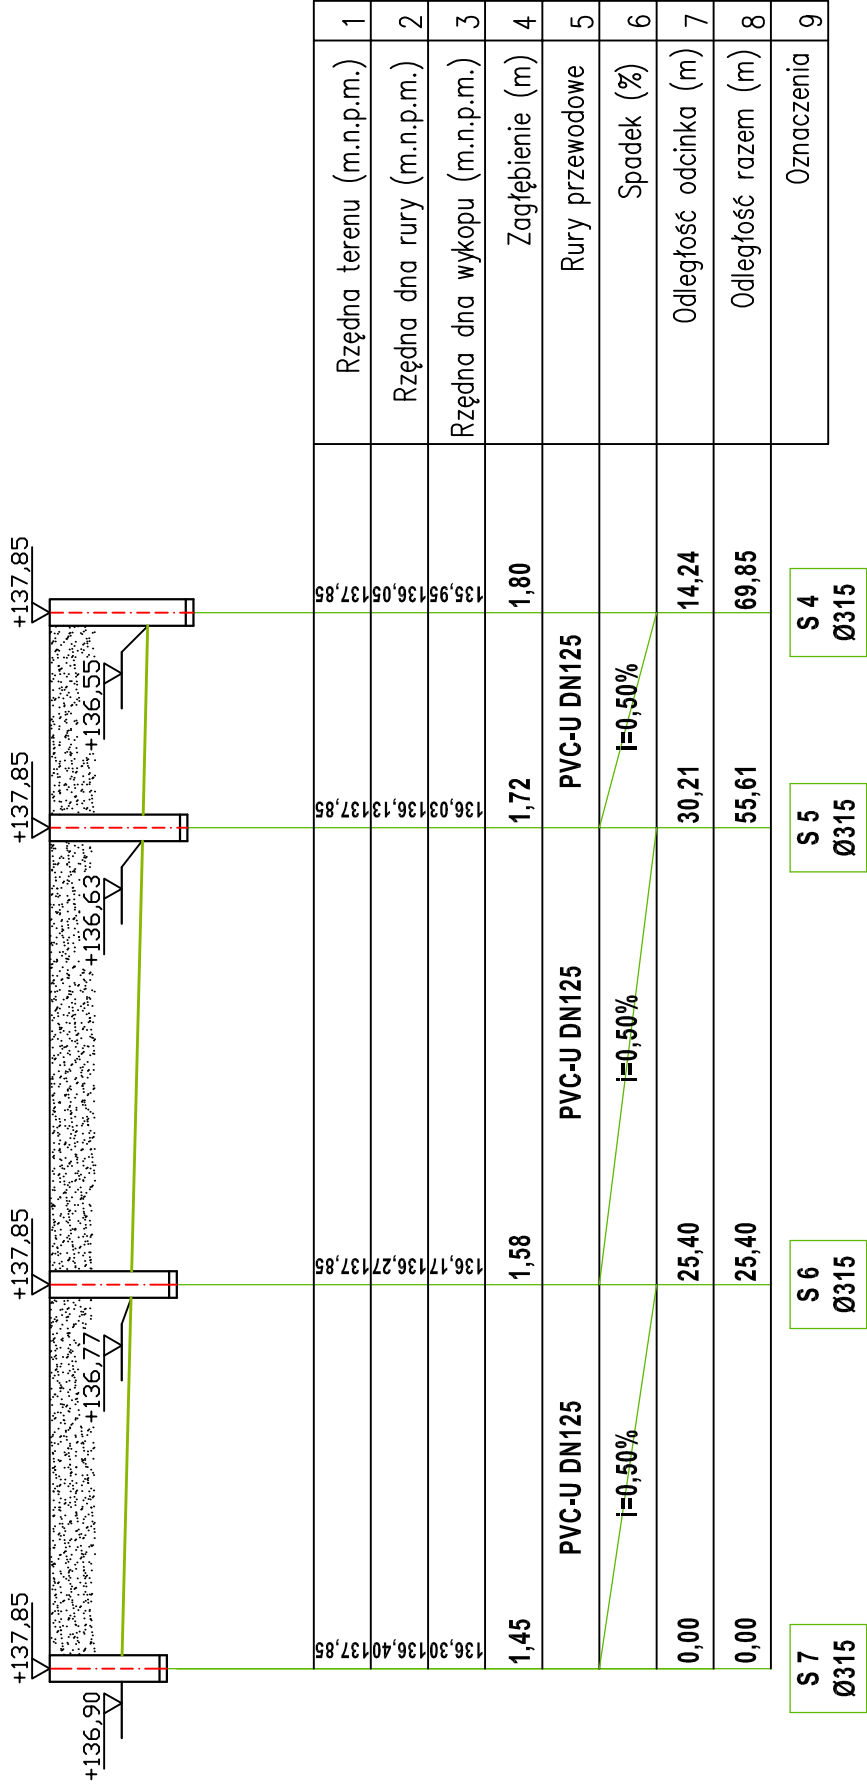 +137,85
+137,85
+137,85
+137,85
+136,90
+136,77
+136,63
+136,55
1 Rzędna terenu (m.n.p.m.)
137,85 137,85 137,85 137,85
2 Rzędna dna rury (m.n.p.m.)
136,40 136,27 136,13 136,05
3 Rzędna dna wykopu (m.n.p.m.)
136,30 136,17 136,03 135,95
4 Zagłębienie (m)
1,45 1,58 1,72 1,80
5 Rury przewodowe
PVC-U DN125 PVC-U DN125 PVC-U DN125
6 Spadek (%)
i=0,50% i=0,50% i=0,50%
7 Odległość odcinka (m)
0,00 25,40 30,21 14,24
8 Odległość razem (m)
0,00 25,40 55,61 69,85
9 Oznaczenia
S 7
Ø315
S 6
Ø315
S 5
Ø315
S 4
Ø315